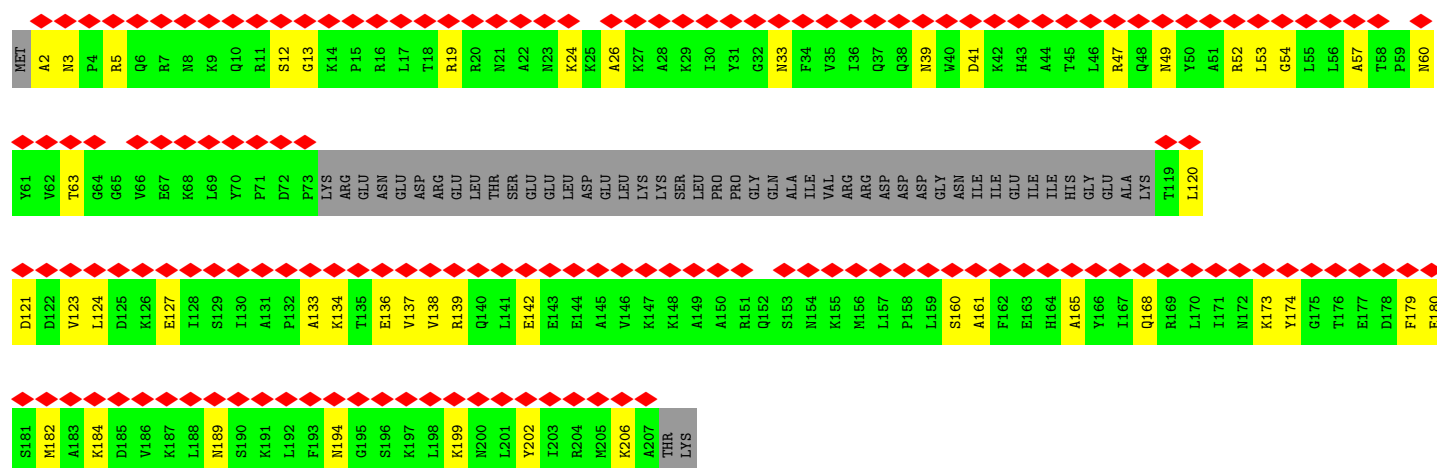 MET A2 N3 P4 R5 Q6 R7 N8 K9 Q10 R11 S12 G13 K14 P15 R16 L17 T18 R19 R20 N21 A22 N23 K24 K25 A26 K27 A28 K29 I30 Y31 G32 N33 F34 V35 I36 Q37 Q38 N39 W40 D41 K42 H43 A44 T45 L46 R47 Q48 N49 Y50 A51 R52 L53 G54 L55 L56 A57 T58 P59 N60
Y61 V62 T63 G64 G65 V66 E67 K68 L69 Y70 P71 D72 P73 LYS ARG GLU ASN GLU ASP ARG GLU LEU THR SER GLU GLU LEU ASP GLU LEU LYS LYS SER LEU PRO PRO GLY GLN ALA ILE VAL ARG ARG ASP ASP ASP GLY ASN ILE ILE GLU ILE ILE HIS GLY GLU ALA LYS T119 L120
D121 D122 V123 L124 D125 K126 E127 I128 S129 I130 A131 P132 A133 K134 T135 E136 V137 V138 R139 Q140 L141 E142 E143 E144 A145 V146 K147 K148 A149 A150 R151 Q152 S153 N154 K155 M156 L157 P158 L159 S160 A161 F162 E163 H164 A165 Y166 I167 Q168 R169 L170 I171 N172 K173 Y174 G175 T176 E177 D178 F179 E180
S181 M182 A183 K184 D185 V186 K187 L188 N189 S190 K191 L192 F193 N194 G195 S196 K197 L198 K199 N200 L201 Y202 I203 R204 M205 K206 A207 THR LYS